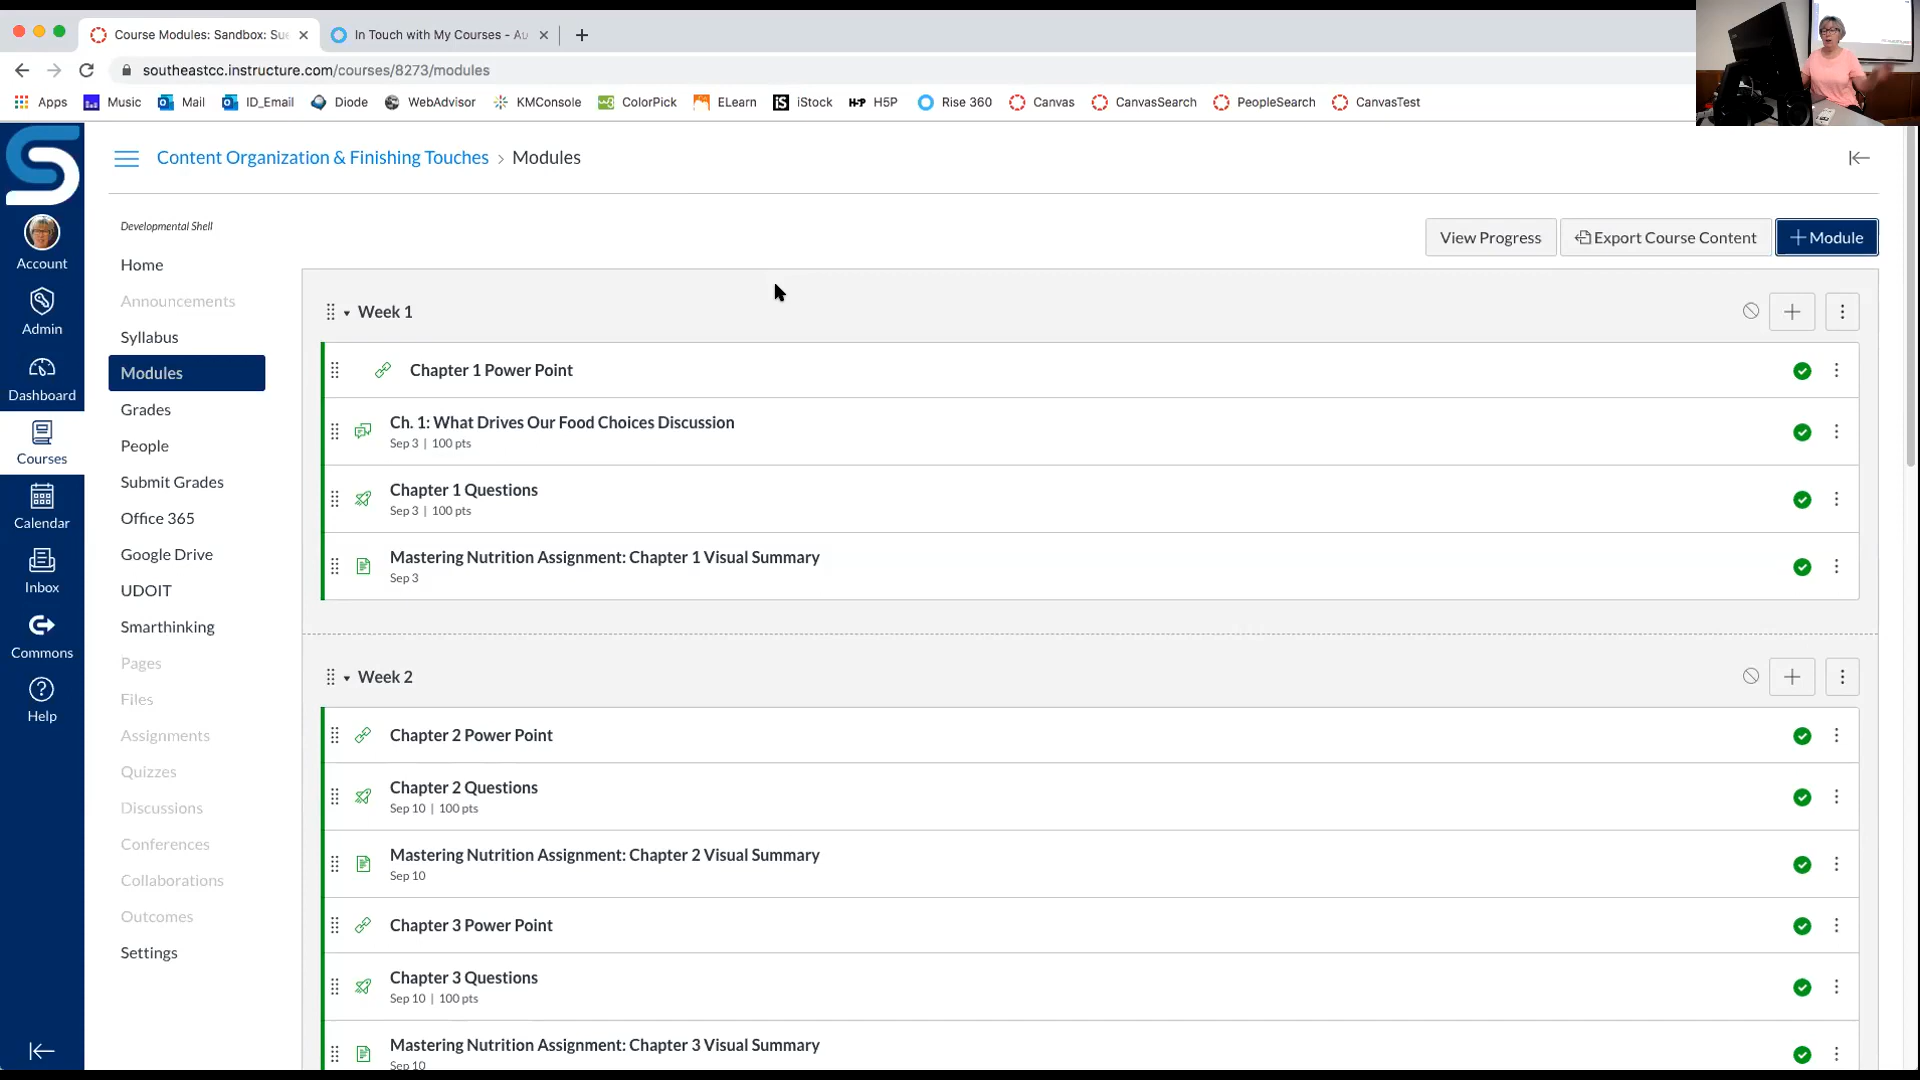 Course Modules: Sandbox: Sue
In Touch with My Courses - Au
southeastcc.instructure.com/courses/8273/modules
Apps Music Mail ID_Email Diode WebAdvisor KMConsole ColorPick ELearn iStock H5P Rise 360 Canvas CanvasSearch PeopleSearch CanvasTest
Content Organization & Finishing Touches › Modules
Account
Admin
Dashboard
Courses
Calendar
Inbox
Commons
Help
Developmental Shell
Home
Announcements
Syllabus
Modules
Grades
People
Submit Grades
Office 365
Google Drive
UDOIT
Smarthinking
Pages
Files
Assignments
Quizzes
Discussions
Conferences
Collaborations
Outcomes
Settings
View Progress
Export Course Content
+ Module
Week 1
Chapter 1 Power Point
Ch. 1: What Drives Our Food Choices Discussion
Sep 3 | 100 pts
Chapter 1 Questions
Sep 3 | 100 pts
Mastering Nutrition Assignment: Chapter 1 Visual Summary
Sep 3
Week 2
Chapter 2 Power Point
Chapter 2 Questions
Sep 10 | 100 pts
Mastering Nutrition Assignment: Chapter 2 Visual Summary
Sep 10
Chapter 3 Power Point
Chapter 3 Questions
Sep 10 | 100 pts
Mastering Nutrition Assignment: Chapter 3 Visual Summary
Sep 10